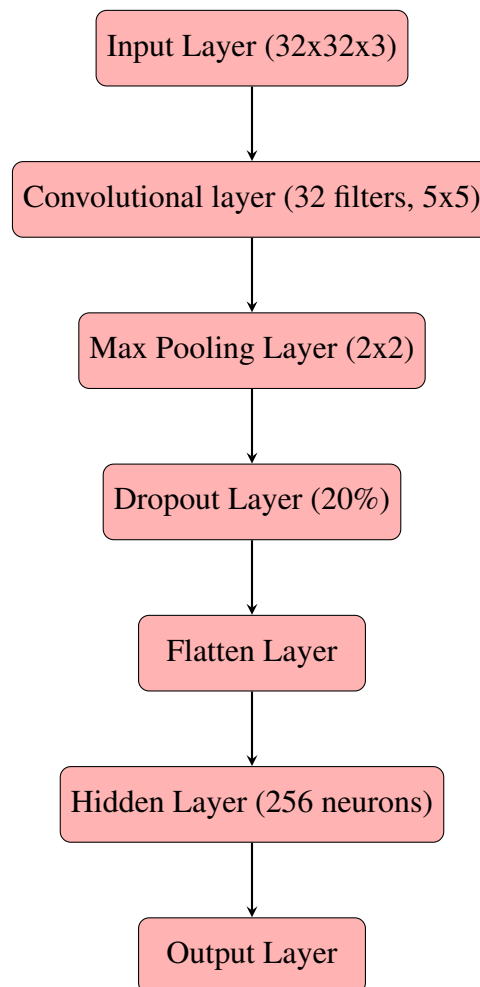 Input Layer (32x32x3)
Convolutional layer (32 filters, 5x5)
Max Pooling Layer (2x2)
Dropout Layer (20%)
Flatten Layer
Hidden Layer (256 neurons)
Output Layer